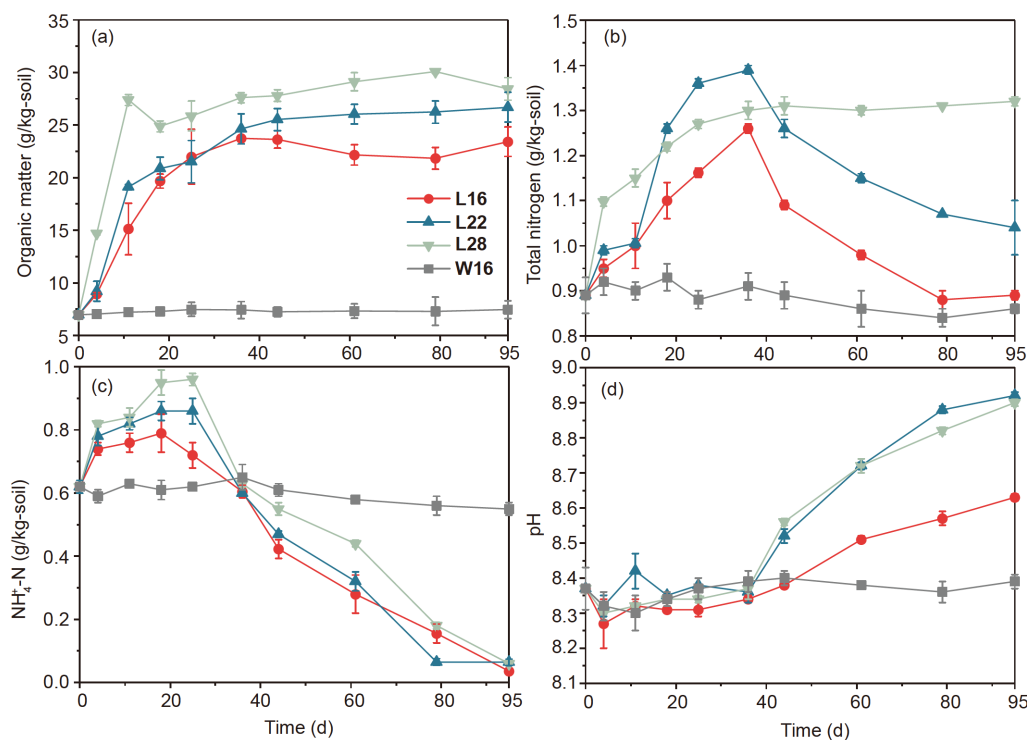 (a)
Organic matter (g/kg-soil)
35
30
25
20
15
10
5
0 20 40 60 80 95
L16
L22
L28
W16
(b)
Total nitrogen (g/kg-soil)
1.5
1.4
1.3
1.2
1.1
1.0
0.9
0.8
0 20 40 60 80 95
(c)
NH₄⁺-N (g/kg-soil)
1.0
0.8
0.6
0.4
0.2
0.0
0 20 40 60 80 95
Time (d)
(d)
pH
8.9
8.8
8.7
8.6
8.5
8.4
8.3
8.2
8.1
0 20 40 60 80 95
Time (d)